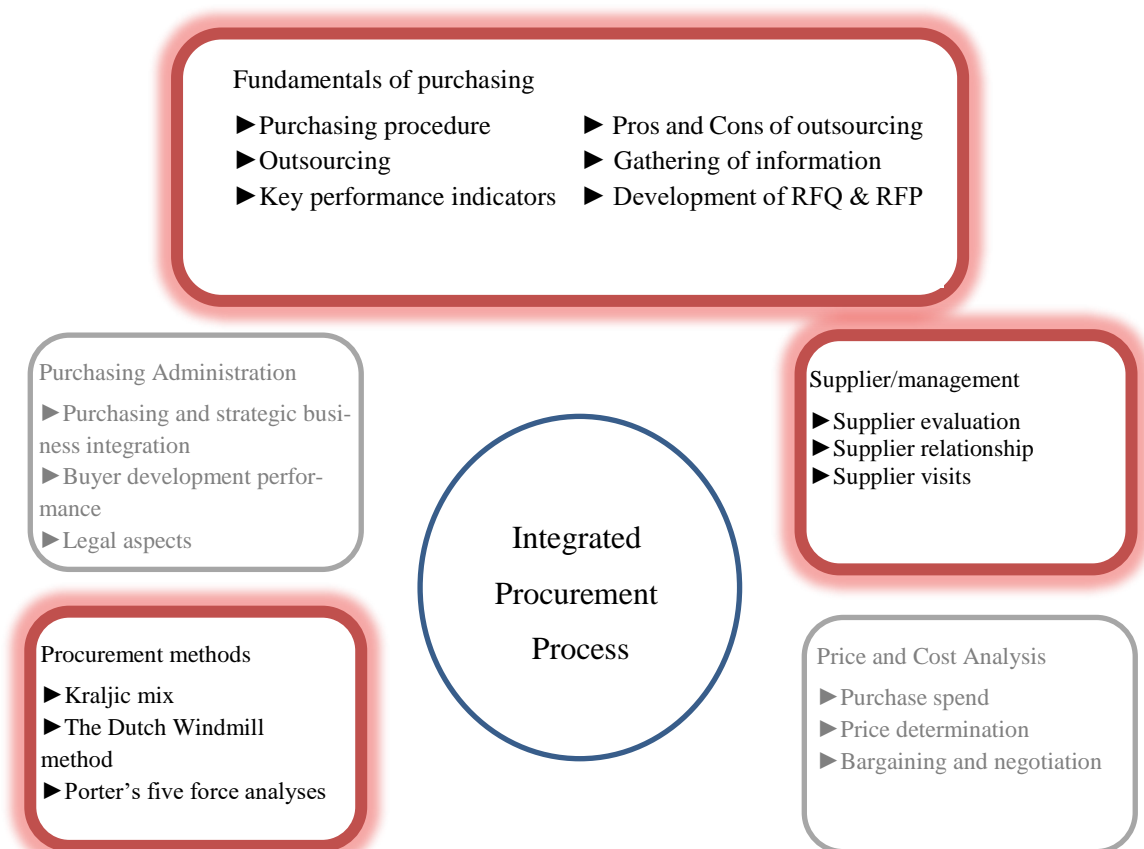 Fundamentals of purchasing
►Purchasing procedure
►Outsourcing
►Key performance indicators
► Pros and Cons of outsourcing
► Gathering of information
► Development of RFQ & RFP
Purchasing Administration
►Purchasing and strategic busi-
ness integration
►Buyer development perfor-
mance
►Legal aspects
Supplier/management
►Supplier evaluation
►Supplier relationship
►Supplier visits
Integrated
Procurement
Process
Procurement methods
►Kraljic mix
►The Dutch Windmill
method
►Porter’s five force analyses
Price and Cost Analysis
►Purchase spend
►Price determination
►Bargaining and negotiation